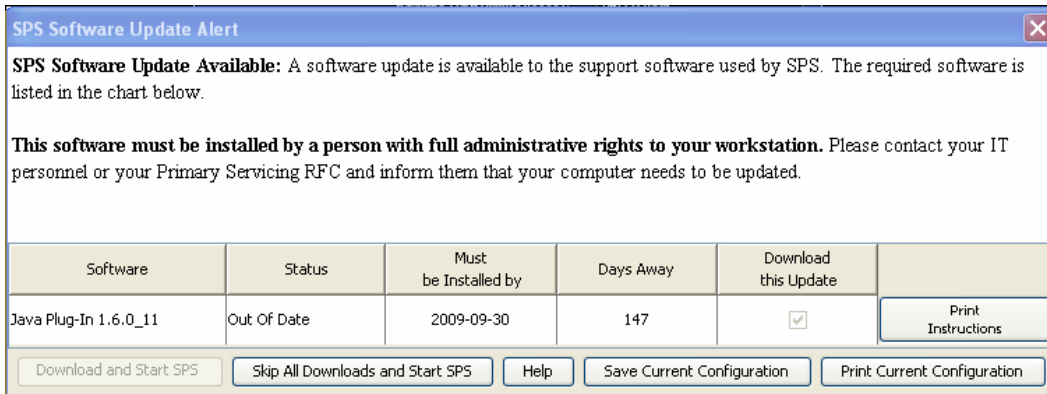 SPS Software Update Alert
SPS Software Update Available: A software update is available to the support software used by SPS. The required software is
listed in the chart below.
This software must be installed by a person with full administrative rights to your workstation. Please contact your IT
personnel or your Primary Servicing RFC and inform them that your computer needs to be updated.
Software Status Must be Installed by Days Away Download this Update
Java Plug-In 1.6.0_11 Out Of Date 2009-09-30 147 Print Instructions
Download and Start SPS Skip All Downloads and Start SPS Help Save Current Configuration Print Current Configuration